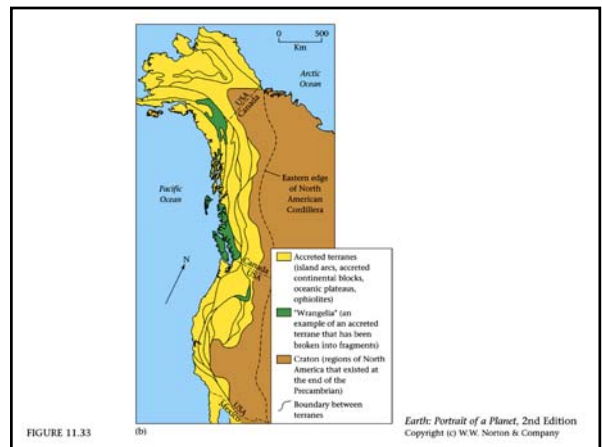 0 500
Km
Arctic
Ocean
USA
Canada
Pacific
Ocean
Eastern edge
of North
American
Cordillera
N
Canada
USA
Accreted terranes
(island arcs, accreted
continental blocks,
oceanic plateaus,
ophiolites)
"Wrangelia" (an
example of an accreted
terrane that has been
broken into fragments)
Craton (regions of North
America that existed at
the end of the
Precambrian)
Boundary between
terranes
USA
Mexico
FIGURE 11.33
(b)
Earth: Portrait of a Planet, 2nd Edition
Copyright (c) W.W. Norton & Company